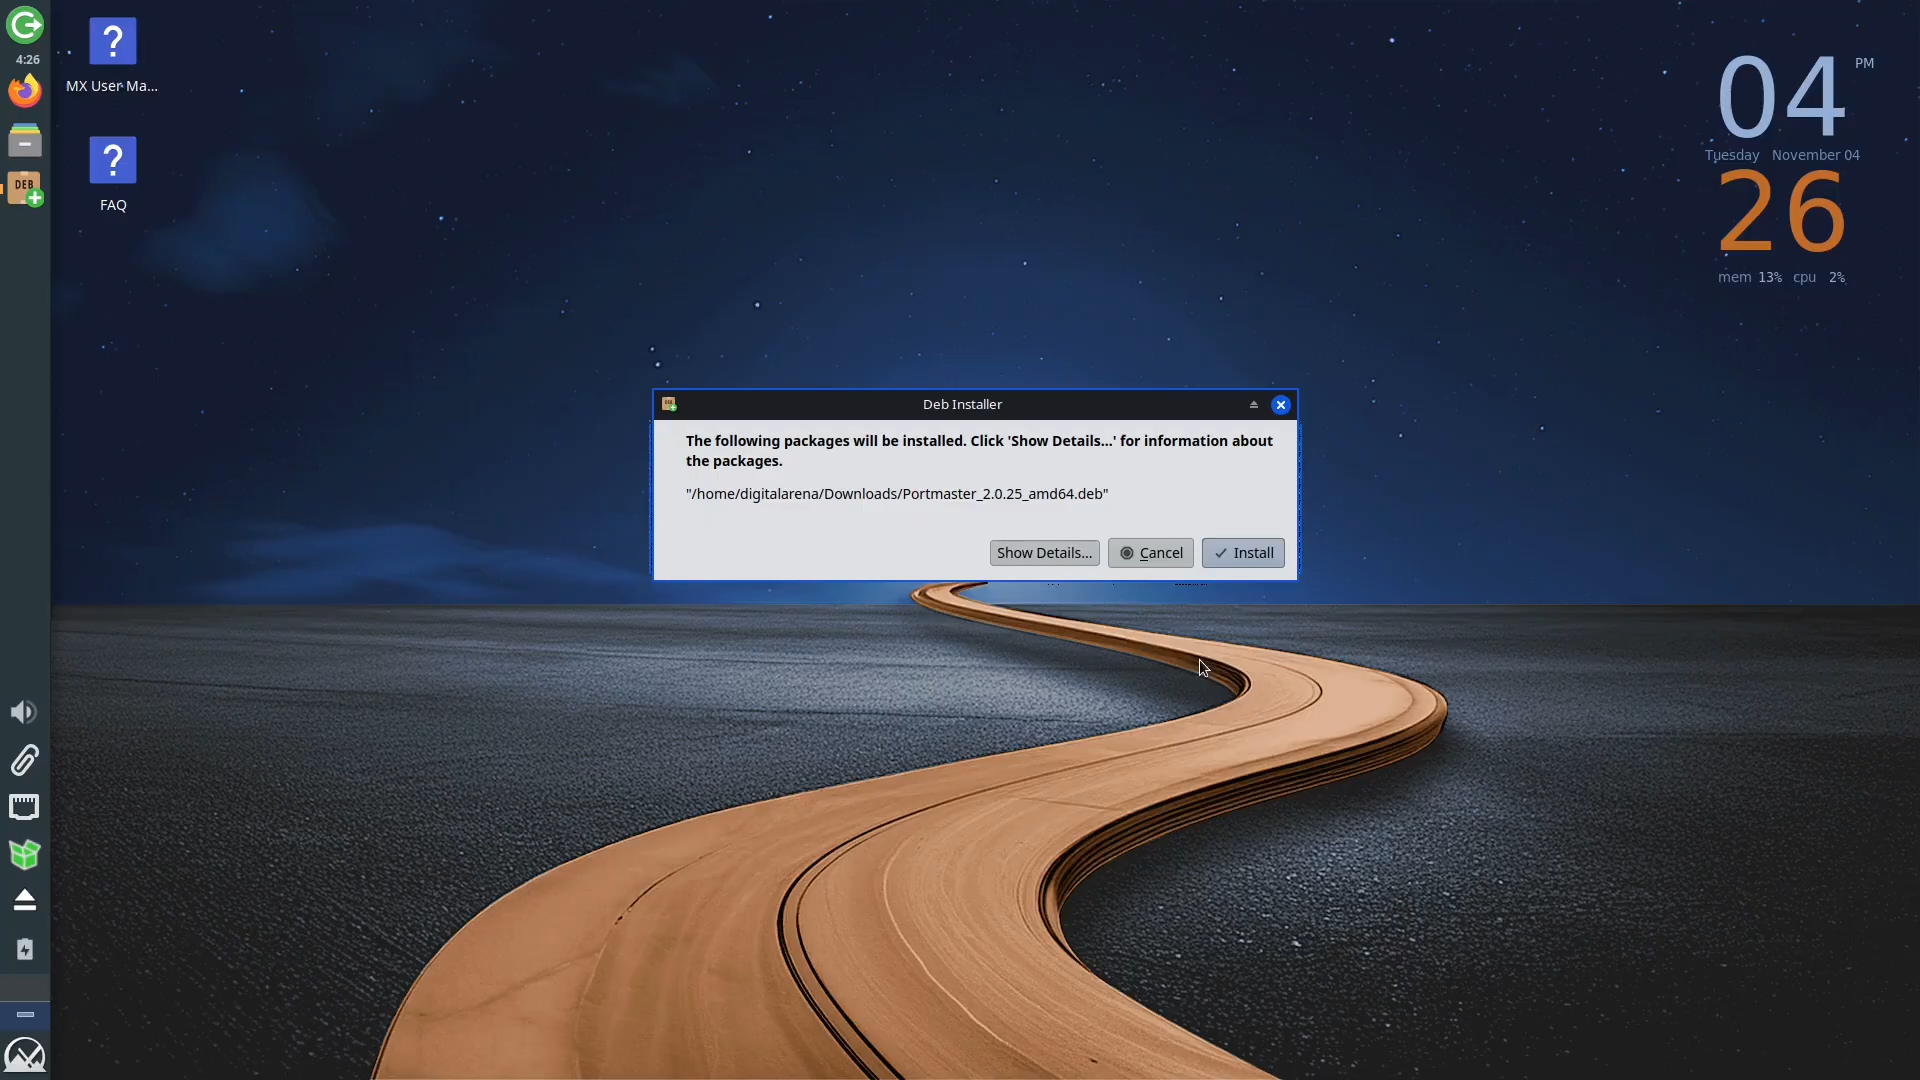 4:26
MX User Ma...
FAQ
DEB
04 PM
Tuesday November 04
26
mem 13% cpu 2%
Deb Installer
The following packages will be installed. Click 'Show Details...' for information about
the packages.
"/home/digitalarena/Downloads/Portmaster_2.0.25_amd64.deb"
Show Details...
Cancel
Install